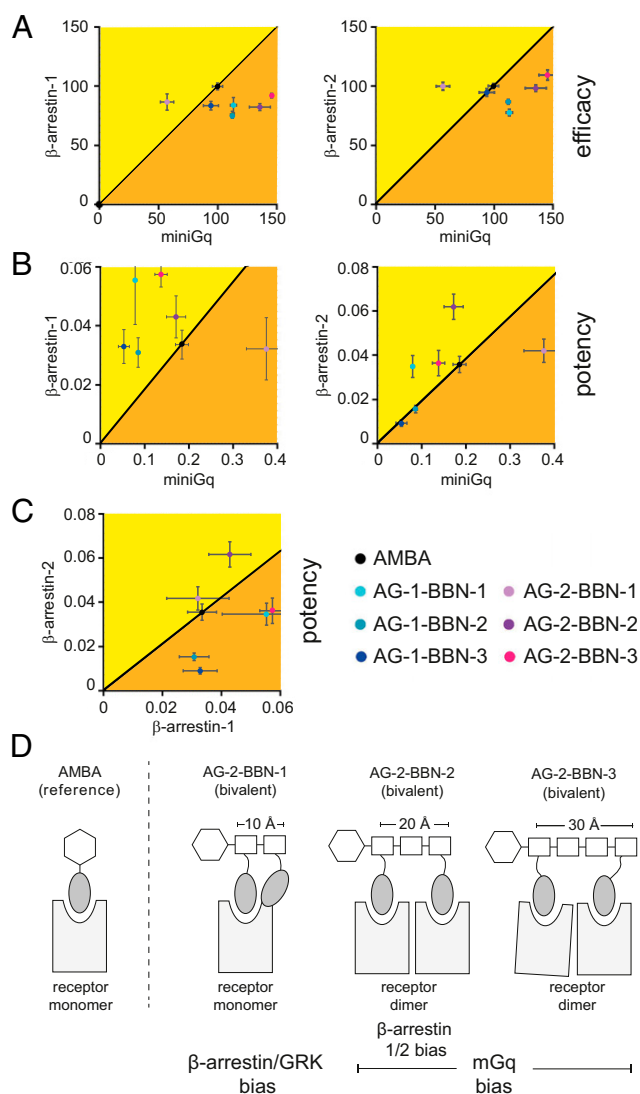 A
150
100
50
0
β-arrestin-1
0
50
100
150
miniGq
150
100
50
0
β-arrestin-2
0
50
100
150
miniGq
efficacy
B
0.06
0.04
0.02
0
β-arrestin-1
0
0.1
0.2
0.3
0.4
miniGq
0.08
0.06
0.04
0.02
0
β-arrestin-2
0
0.1
0.2
0.3
0.4
miniGq
potency
C
0.08
0.06
0.04
0.02
0
β-arrestin-2
0
0.02
0.04
0.06
β-arrestin-1
potency
AMBA
AG-1-BBN-1
AG-2-BBN-1
AG-1-BBN-2
AG-2-BBN-2
AG-1-BBN-3
AG-2-BBN-3
D
AMBA
(reference)
AG-2-BBN-1
(bivalent)
AG-2-BBN-2
(bivalent)
AG-2-BBN-3
(bivalent)
10 Å
20 Å
30 Å
receptor
monomer
receptor
monomer
receptor
dimer
receptor
dimer
β-arrestin
1/2 bias
β-arrestin/GRK
bias
mGq
bias